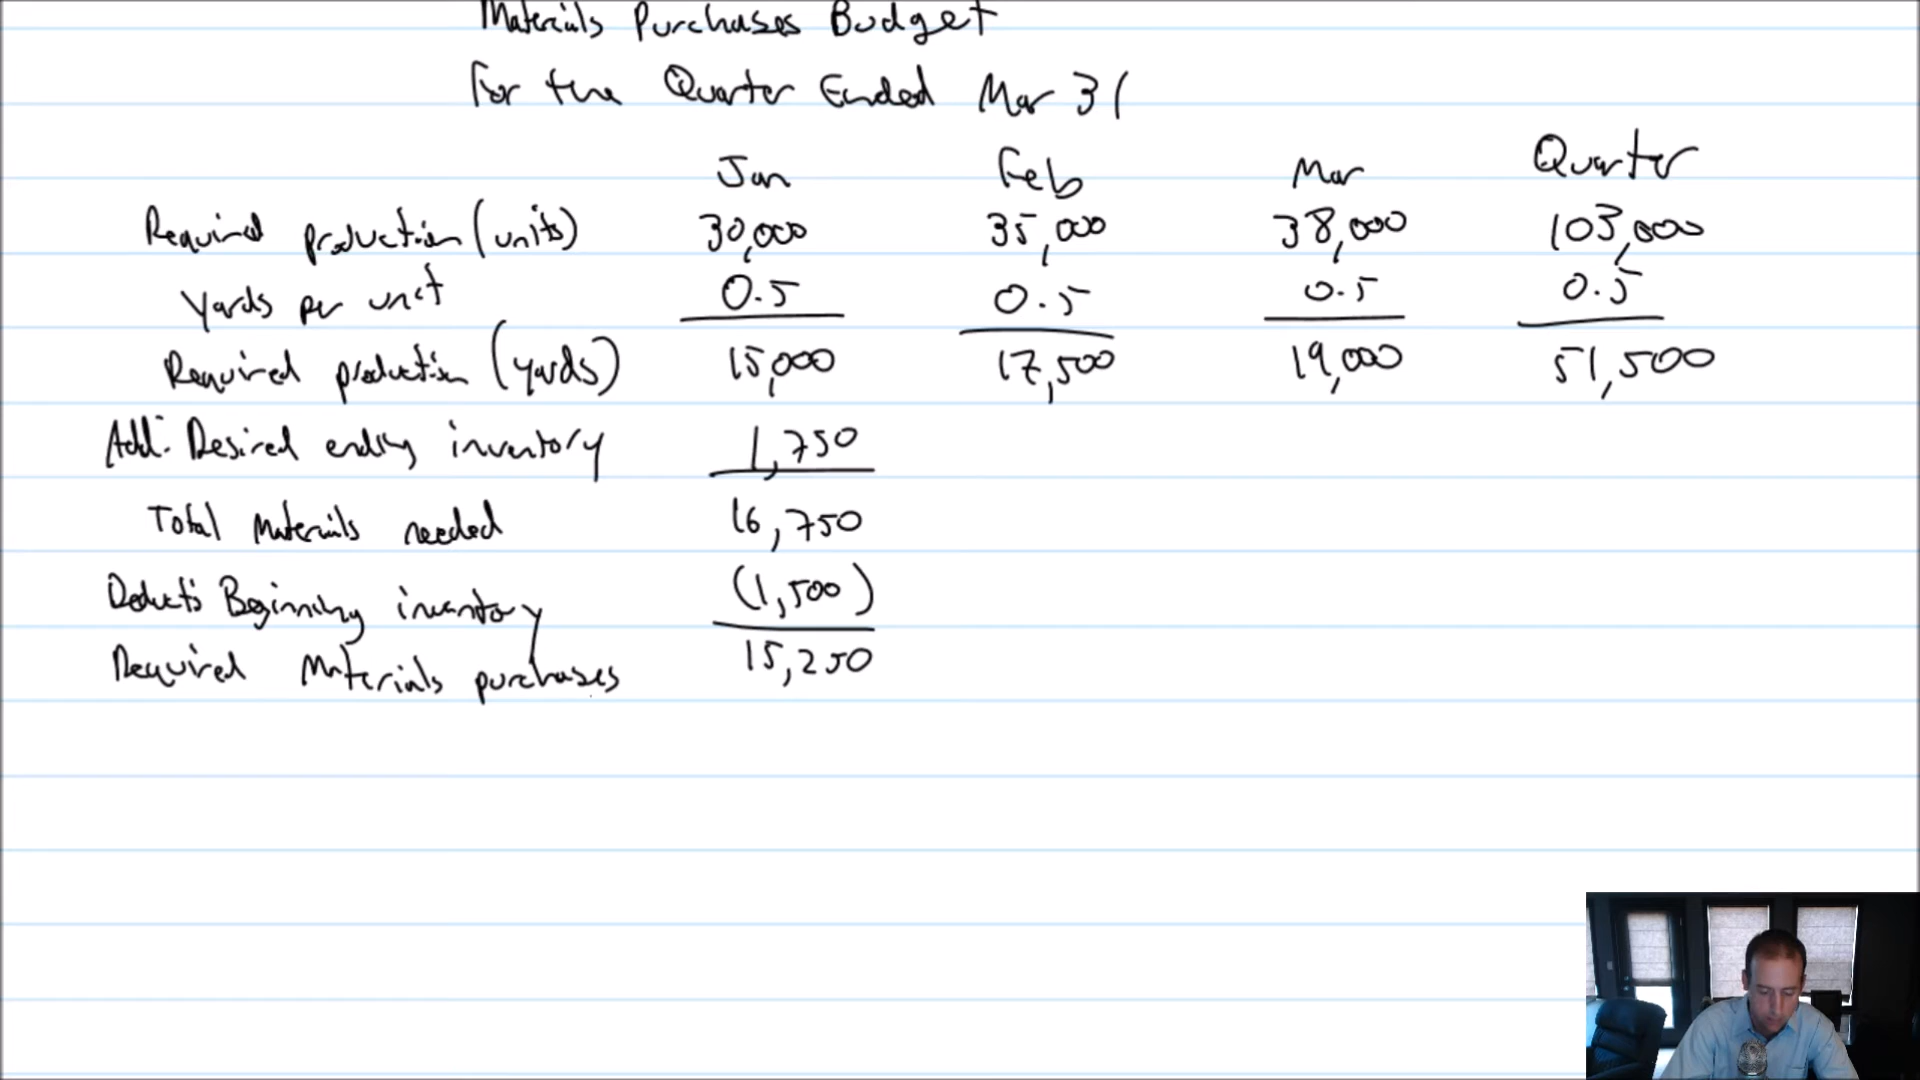 Materials Purchases Budget
For the Quarter Ended Mar 31
Jan Feb Mar Quarter
Required production (units) 30,000 35,000 38,000 103,000
Yards per unit 0.5 0.5 0.5 0.5
Required production (yards) 15,000 17,500 19,000 51,500
Add: Desired ending inventory 1,750
Total Materials needed 16,750
Deduct: Beginning inventory (1,500)
Required Materials purchases 15,250